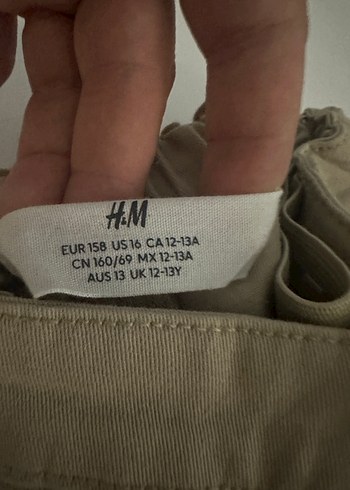 H&M
EUR 158 US 16 CA 12-13A
CN 160/69 MX 12-13A
AUS 13 UK 12-13Y